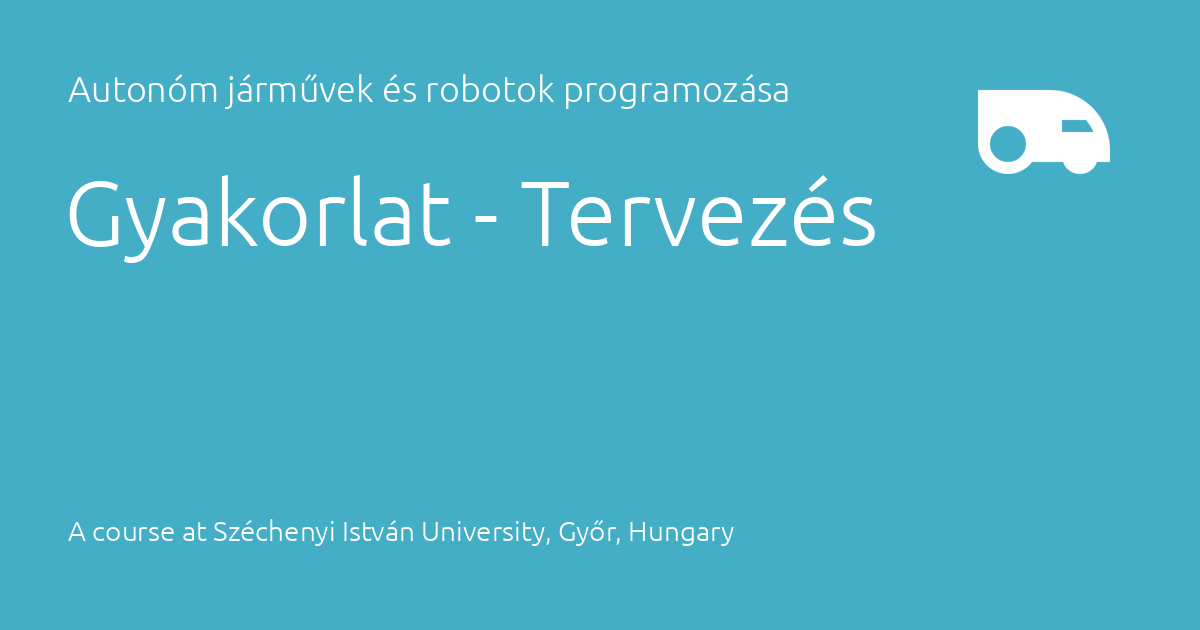 Autonóm járművek és robotok programozása
Gyakorlat - Tervezés
A course at Széchenyi István University, Győr, Hungary